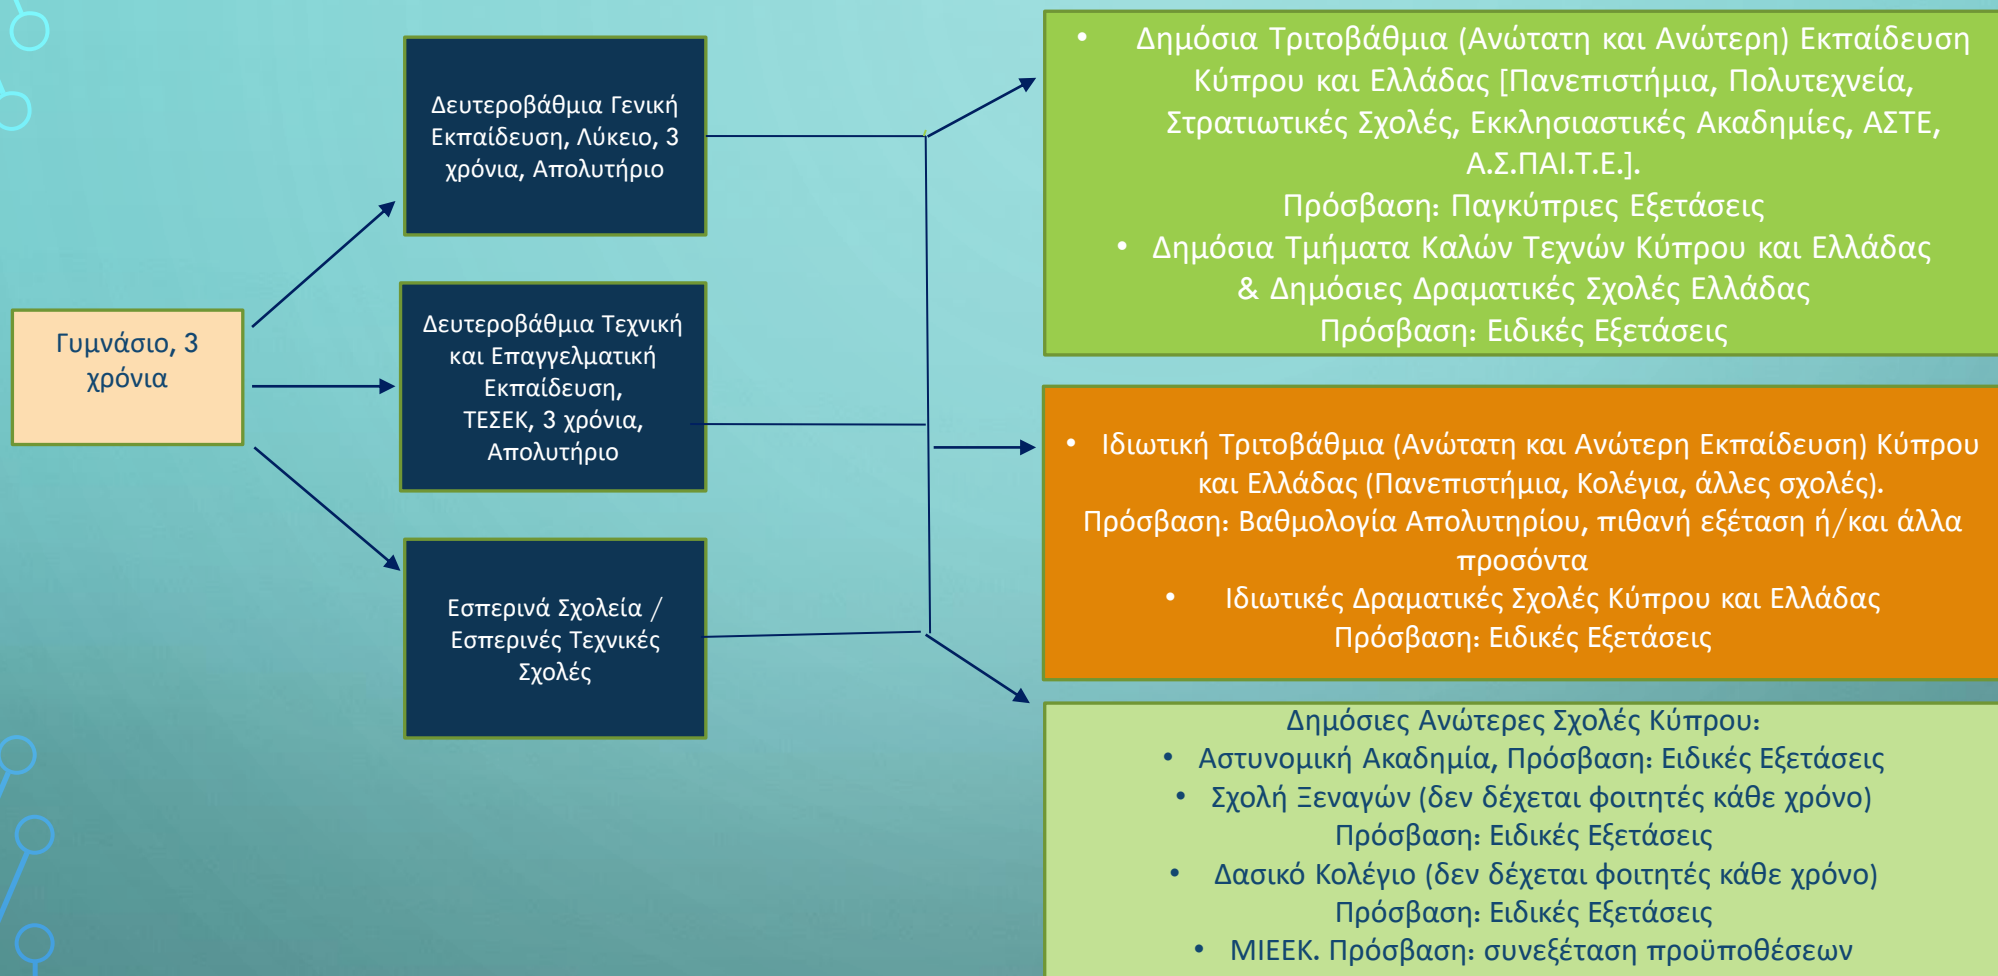 Γυμνάσιο, 3
χρόνια
Δευτεροβάθμια Γενική
Εκπαίδευση, Λύκειο, 3
χρόνια, Απολυτήριο
Δευτεροβάθμια Τεχνική
και Επαγγελματική
Εκπαίδευση,
ΤΕΣΕΚ, 3 χρόνια,
Απολυτήριο
Εσπερινά Σχολεία /
Εσπερινές Τεχνικές
Σχολές
• Δημόσια Τριτοβάθμια (Ανώτατη και Ανώτερη) Εκπαίδευση
Κύπρου και Ελλάδας [Πανεπιστήμια, Πολυτεχνεία,
Στρατιωτικές Σχολές, Εκκλησιαστικές Ακαδημίες, ΑΣΤΕ,
Α.Σ.ΠΑΙ.Τ.Ε.].
Πρόσβαση: Παγκύπριες Εξετάσεις
• Δημόσια Τμήματα Καλών Τεχνών Κύπρου και Ελλάδας
& Δημόσιες Δραματικές Σχολές Ελλάδας
Πρόσβαση: Ειδικές Εξετάσεις
• Ιδιωτική Τριτοβάθμια (Ανώτατη και Ανώτερη Εκπαίδευση) Κύπρου
και Ελλάδας (Πανεπιστήμια, Κολέγια, άλλες σχολές).
Πρόσβαση: Βαθμολογία Απολυτηρίου, πιθανή εξέταση ή/και άλλα
προσόντα
• Ιδιωτικές Δραματικές Σχολές Κύπρου και Ελλάδας
Πρόσβαση: Ειδικές Εξετάσεις
Δημόσιες Ανώτερες Σχολές Κύπρου:
• Αστυνομική Ακαδημία, Πρόσβαση: Ειδικές Εξετάσεις
• Σχολή Ξεναγών (δεν δέχεται φοιτητές κάθε χρόνο)
Πρόσβαση: Ειδικές Εξετάσεις
• Δασικό Κολέγιο (δεν δέχεται φοιτητές κάθε χρόνο)
Πρόσβαση: Ειδικές Εξετάσεις
• ΜΙΕΕΚ. Πρόσβαση: συνεξέταση προϋποθέσεων